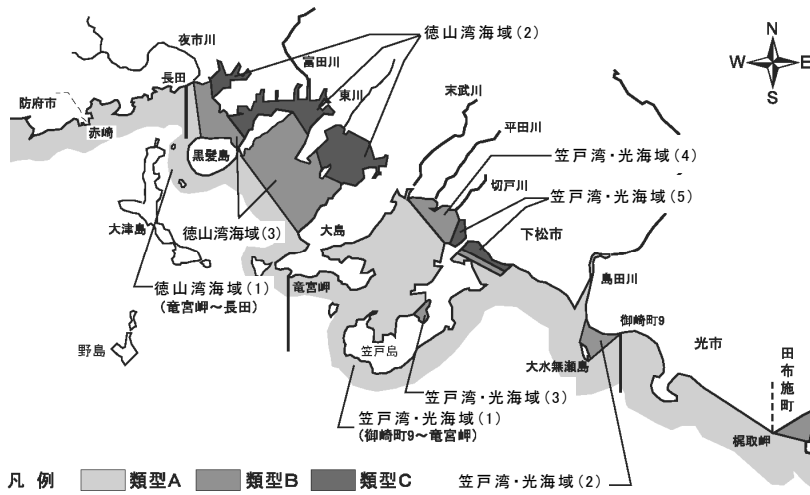 夜市川
徳山湾海域(2)
富田川
長田
東川
末武川
防府市
赤崎
平田川
黒髪島
笠戸湾・光海域(4)
切戸川
笠戸湾・光海域(5)
大津島
徳山湾海域(3)
大島
下松市
島田川
徳山湾海域(1)
(竜宮岬〜長田)
竜宮岬
御崎町9
野島
笠戸島
大水無瀬島
光市
田布施町
笠戸湾・光海域(3)
笠戸湾・光海域(1)
(御崎町9〜竜宮岬)
梶取岬
笠戸湾・光海域(2)
凡例
類型A
類型B
類型C
N
W
E
S